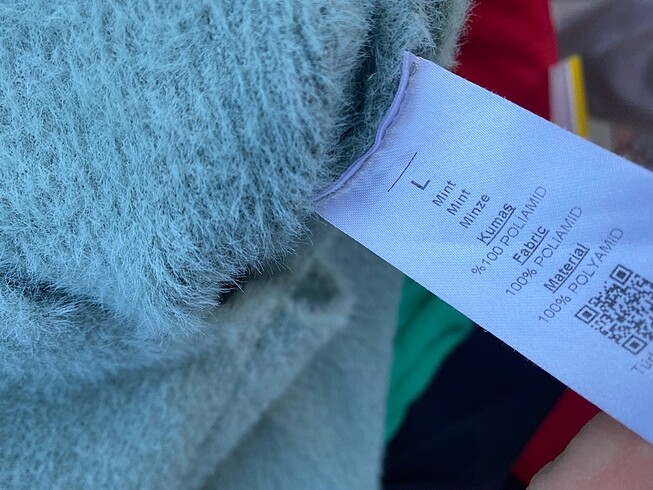 L
Mint
Mint
Minze
Kumaş
%100 POLIAMID
Fabric
100% POLIAMID
Material
100% POLYAMID